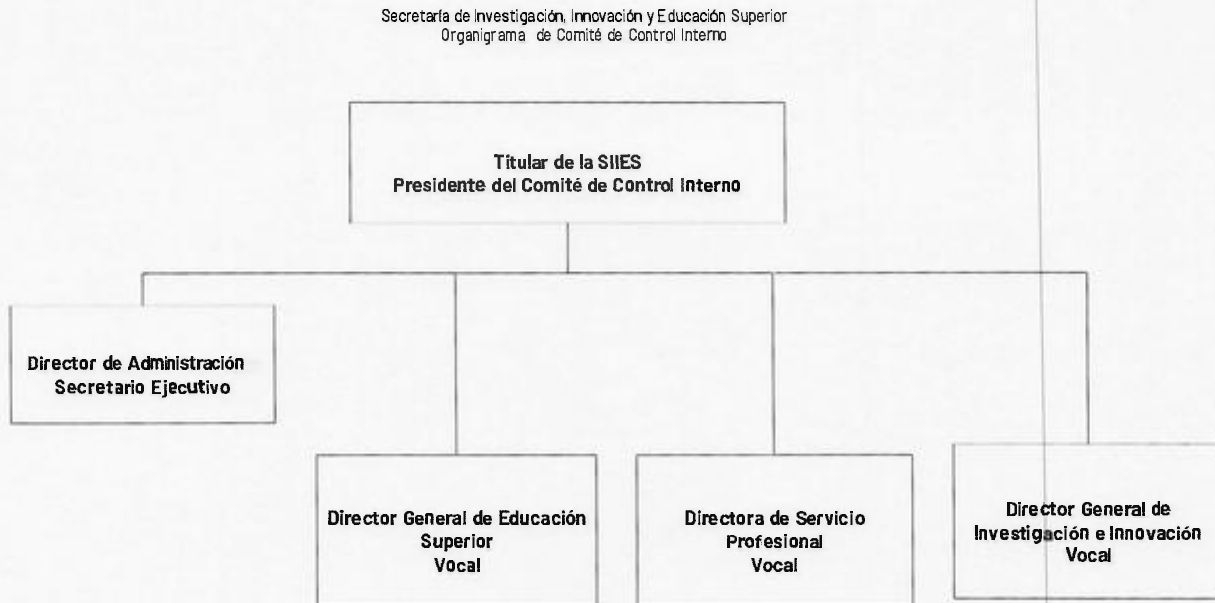 Secretaría de Investigación, Innovación y Educación Superior
Organigrama de Comité de Control Interno
Titular de la SIIES
Presidente del Comité de Control Interno
Director de Administración
Secretario Ejecutivo
Director General de Educación
Superior
Vocal
Directora de Servicio
Profesional
Vocal
Director General de
Investigación e Innovación
Vocal